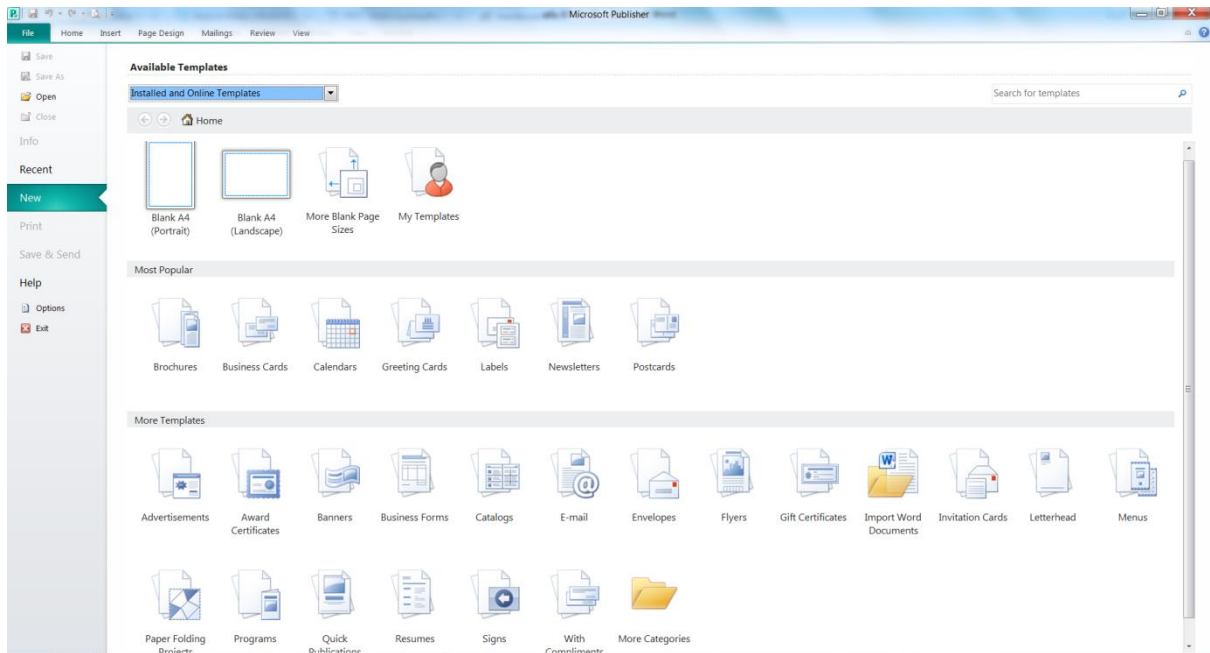 Microsoft Publisher
File Home Insert Page Design Mailings Review View
Save
Save As
Open
Close
Info
Recent
New
Print
Save & Send
Help
Options
Exit
Available Templates
Installed and Online Templates
Search for templates
Home
Blank A4
(Portrait)
Blank A4
(Landscape)
More Blank Page
Sizes
My Templates
Most Popular
Brochures
Business Cards
Calendars
Greeting Cards
Labels
Newsletters
Postcards
More Templates
Advertisements
Award
Certificates
Banners
Business Forms
Catalogs
E-mail
Envelopes
Flyers
Gift Certificates
Import Word
Documents
Invitation Cards
Letterhead
Menus
Paper Folding
Projects
Programs
Quick
Publications
Resumes
Signs
With
Compliments
More Categories